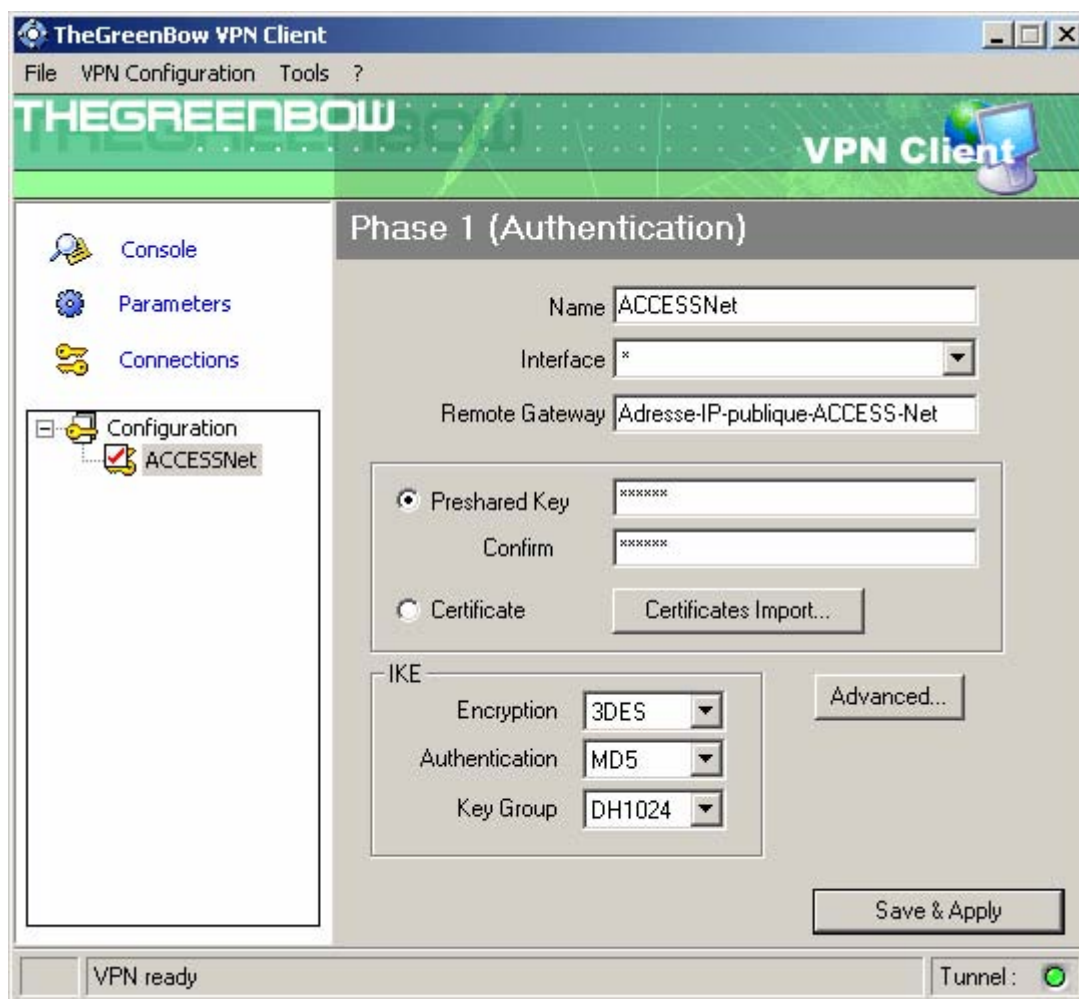 TheGreenBow VPN Client
File VPN Configuration Tools ?
THEGREENBOW
VPN Client
Console
Parameters
Connections
Configuration
ACCESSNet
Phase 1 (Authentication)
Name ACCESSNet
Interface *
Remote Gateway Adresse-IP-publique-ACCESS-Net
Preshared Key ******
Confirm ******
Certificate Certificates Import...
IKE
Encryption 3DES
Authentication MD5
Key Group DH1024
Advanced...
Save & Apply
VPN ready Tunnel :